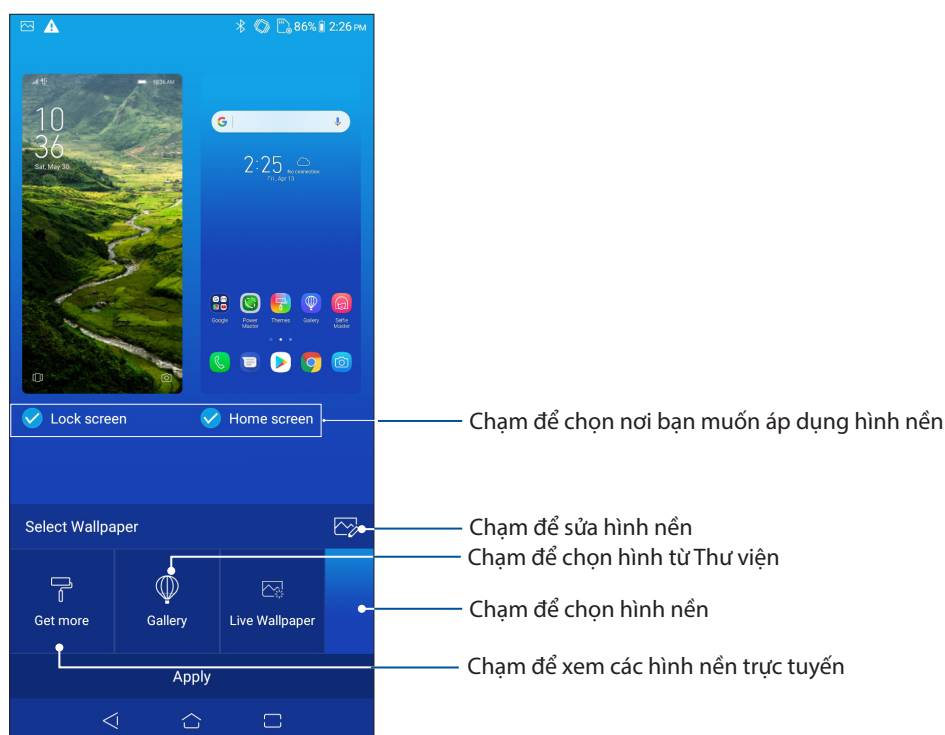 86% 2:26 PM
10:36 AM
10
36
Sat, May 30
G
2:25
No connection
Fri, Apr 13
Google
Power Master
Themes
Gallery
Selfie Master
Lock screen
Home screen
Chạm để chọn nơi bạn muốn áp dụng hình nền
Select Wallpaper
Chạm để sửa hình nền
Chạm để chọn hình từ Thư viện
Get more
Gallery
Live Wallpaper
Chạm để chọn hình nền
Chạm để xem các hình nền trực tuyến
Apply